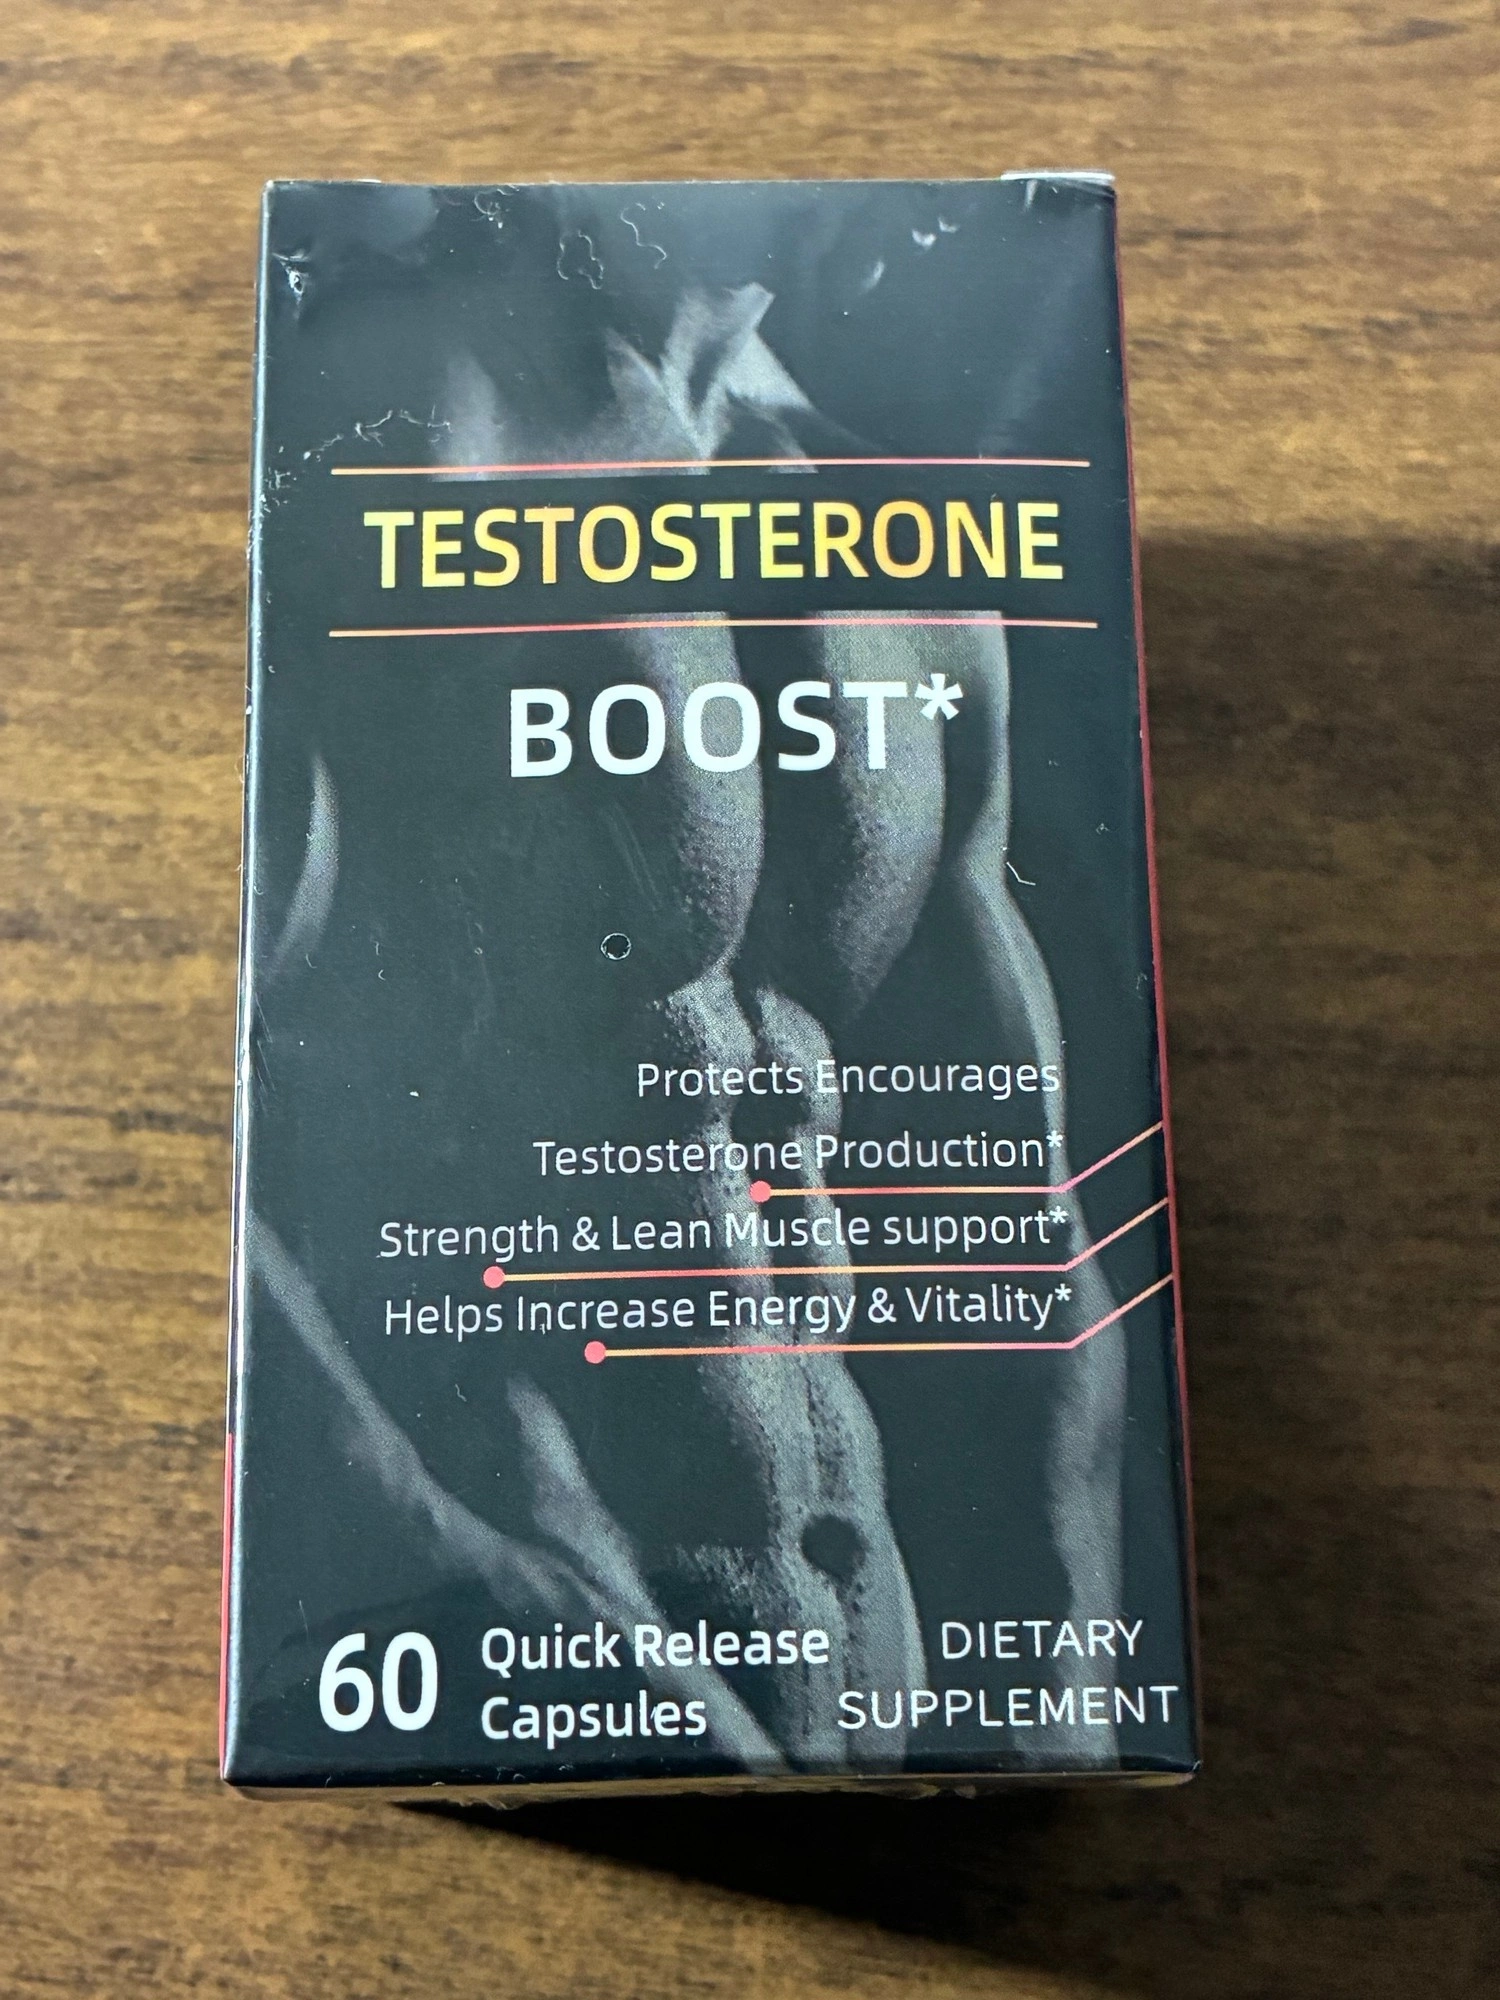 TESTOSTERONE
BOOST*
Protects Encourages
Testosterone Production*
Strength & Lean Muscle support*
Helps Increase Energy & Vitality*
60 Quick Release
Capsules
DIETARY
SUPPLEMENT